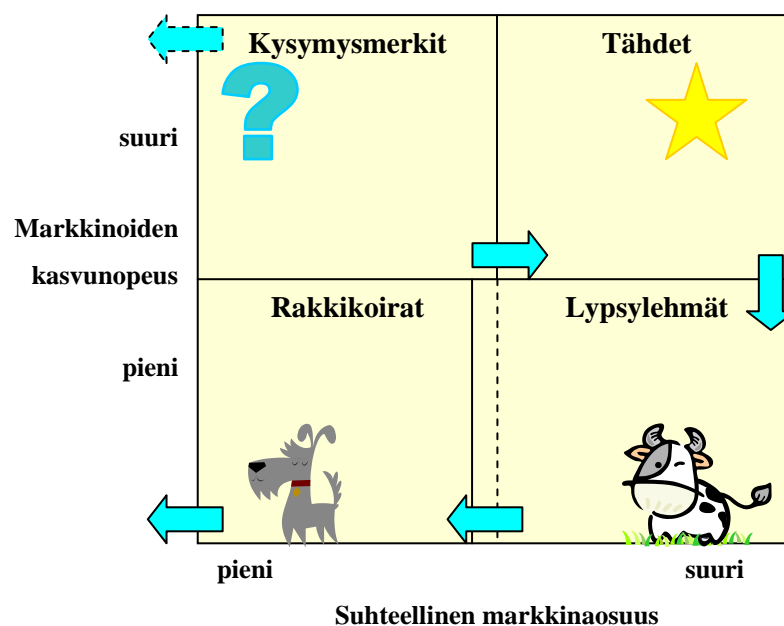 Kysymysmerkit
Tähdet
suuri
Markkinoiden
kasvunopeus
Rakkikoirat
Lypsylehmät
pieni
pieni
suuri
Suhteellinen markkinaosuus